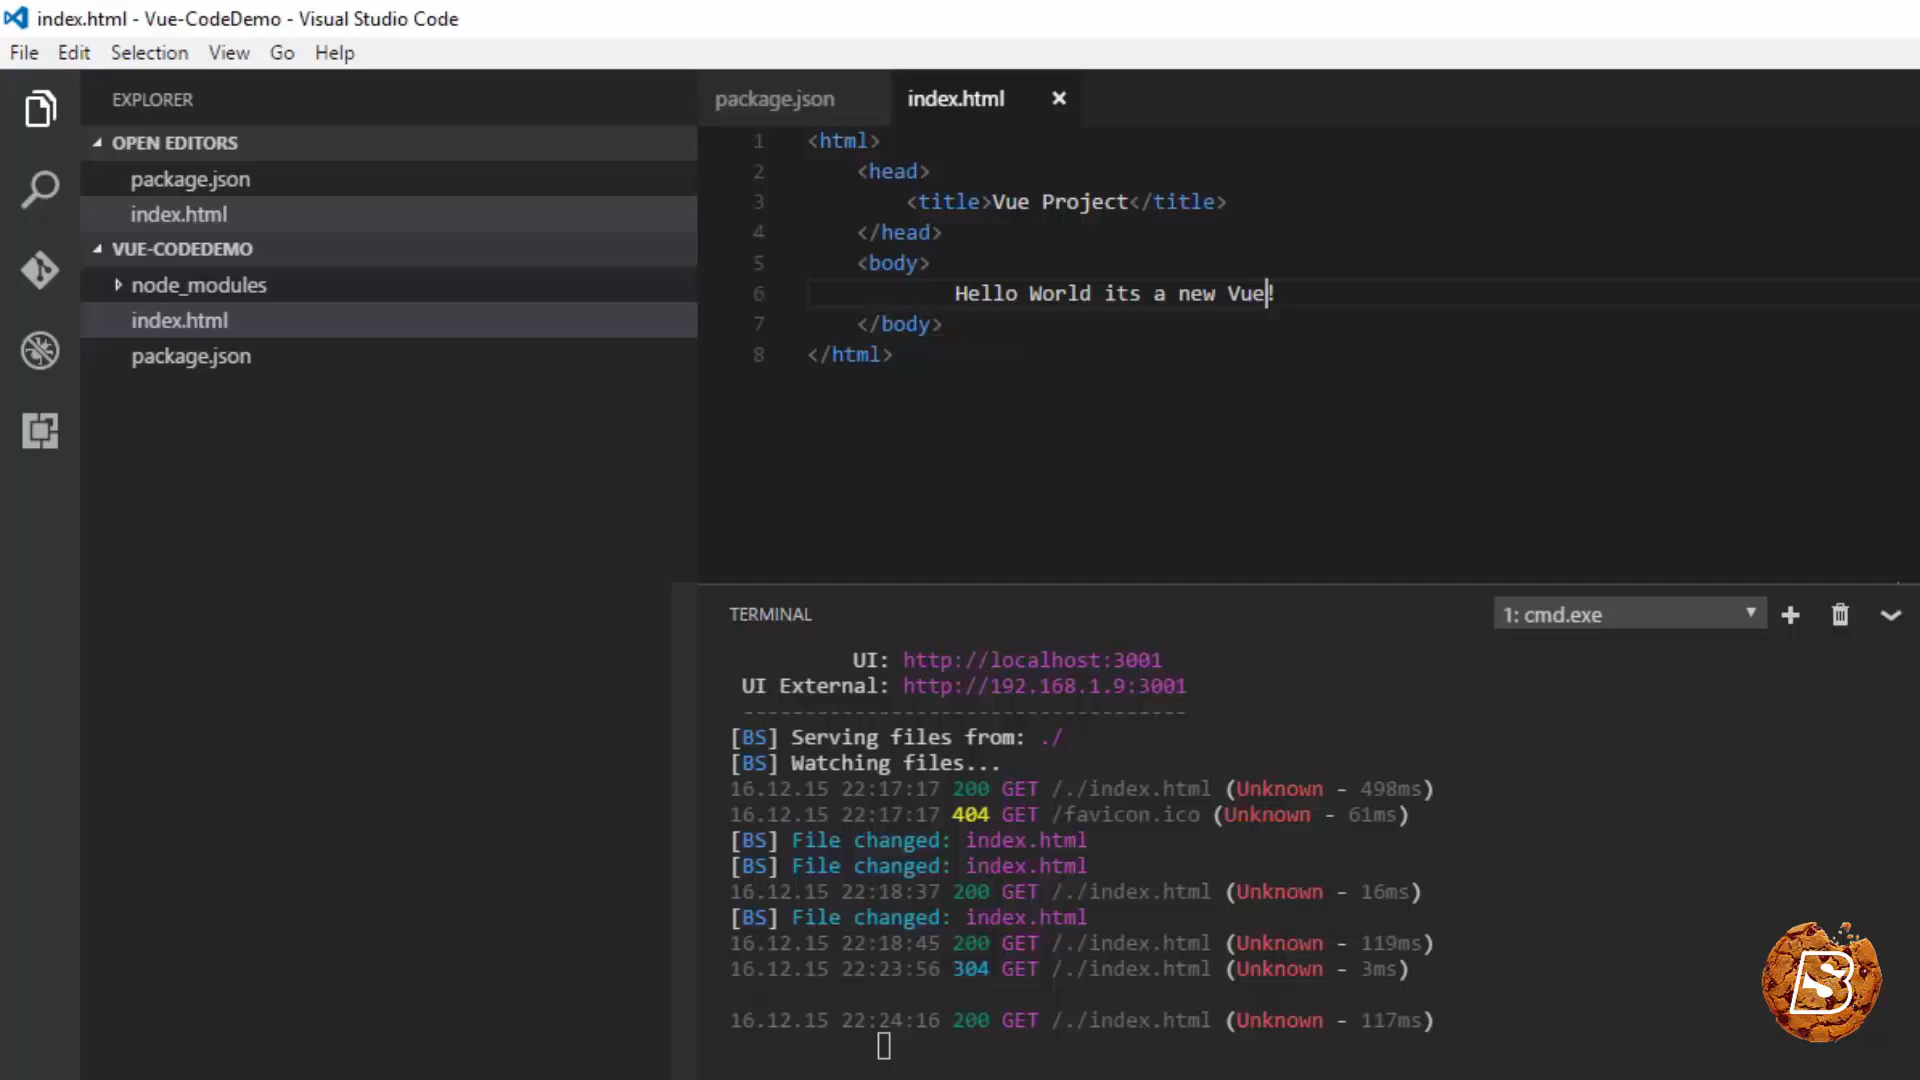 index.html - Vue-CodeDemo - Visual Studio Code
File Edit Selection View Go Help
EXPLORER
OPEN EDITORS
package.json
index.html
VUE-CODEDEMO
node_modules
index.html
package.json
package.json index.html
1 <html>
2 <head>
3 <title>Vue Project</title>
4 </head>
5 <body>
6 Hello World its a new Vue!
7 </body>
8 </html>
TERMINAL
1: cmd.exe
UI: http://localhost:3001
UI External: http://192.168.1.9:3001
------------------------------------
[BS] Serving files from: ./
[BS] Watching files...
16.12.15 22:17:17 200 GET /./index.html (Unknown - 498ms)
16.12.15 22:17:17 404 GET /favicon.ico (Unknown - 61ms)
[BS] File changed: index.html
[BS] File changed: index.html
16.12.15 22:18:37 200 GET /./index.html (Unknown - 16ms)
[BS] File changed: index.html
16.12.15 22:18:45 200 GET /./index.html (Unknown - 119ms)
16.12.15 22:23:56 304 GET /./index.html (Unknown - 3ms)
16.12.15 22:24:16 200 GET /./index.html (Unknown - 117ms)
B